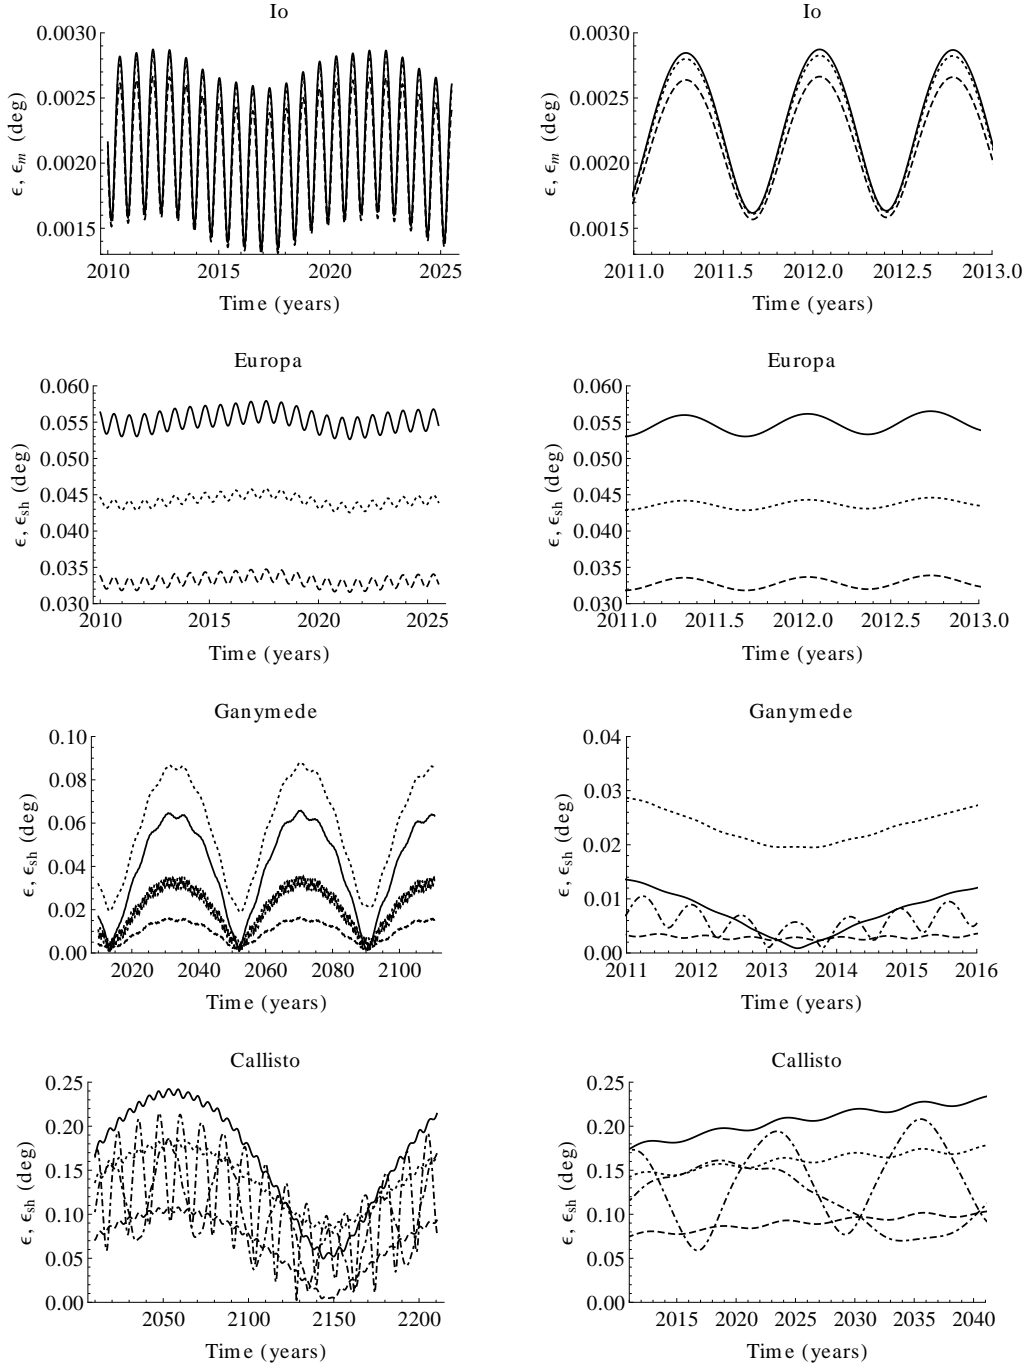 Io
0.0030
0.0025
0.0020
0.0015
2010 2015 2020 2025
Time (years)
ϵ, ϵm (deg)
Io
0.0030
0.0025
0.0020
0.0015
2011.0 2011.5 2012.0 2012.5 2013.0
Time (years)
ϵ, ϵm (deg)
Europa
0.060
0.055
0.050
0.045
0.040
0.035
0.030
2010 2015 2020 2025
Time (years)
ϵ, ϵsh (deg)
Europa
0.060
0.055
0.050
0.045
0.040
0.035
0.030
2011.0 2011.5 2012.0 2012.5 2013.0
Time (years)
ϵ, ϵsh (deg)
Ganymede
0.10
0.08
0.06
0.04
0.02
0.00
2020 2040 2060 2080 2100
Time (years)
ϵ, ϵsh (deg)
Ganymede
0.04
0.03
0.02
0.01
0.00
2011 2012 2013 2014 2015 2016
Time (years)
ϵ, ϵsh (deg)
Callisto
0.25
0.20
0.15
0.10
0.05
0.00
2050 2100 2150 2200
Time (years)
ϵ, ϵsh (deg)
Callisto
0.25
0.20
0.15
0.10
0.05
0.00
2015 2020 2025 2030 2035 2040
Time (years)
ϵ, ϵsh (deg)